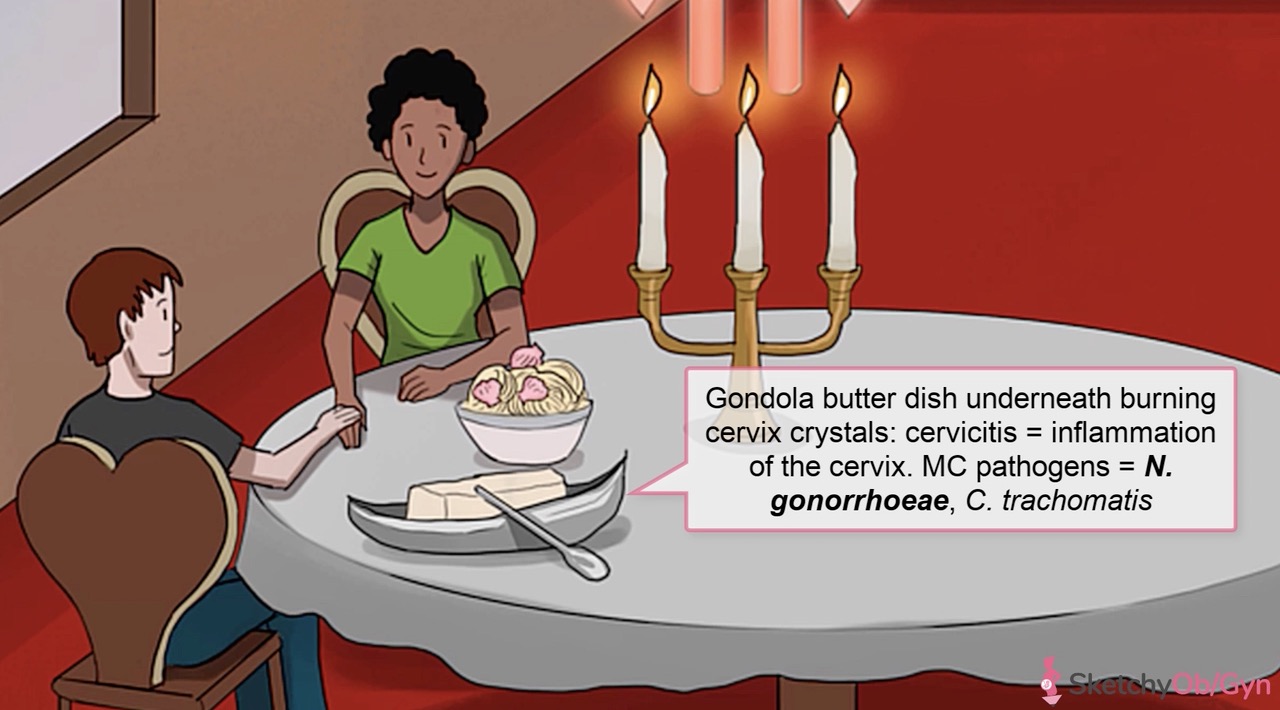 Gondola butter dish underneath burning
cervix crystals: cervicitis = inflammation
of the cervix. MC pathogens = N.
gonorrhoeae, C. trachomatis
SketchyOb/Gyn